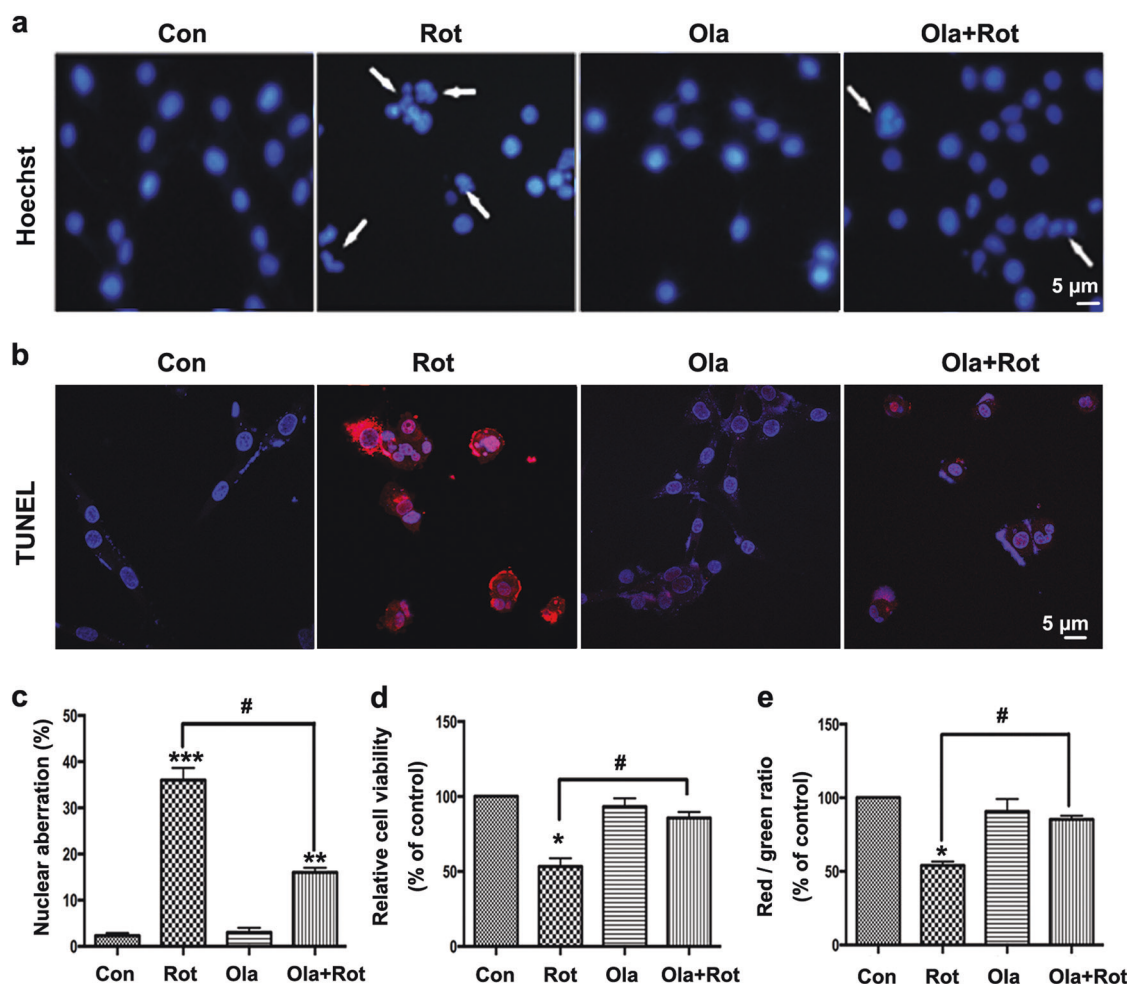 a
Con Rot Ola Ola+Rot
Hoechst
5 µm
b
Con Rot Ola Ola+Rot
TUNEL
5 µm
c
Nuclear aberration (%)
50
40
30
20
10
0
***
#
**
Con Rot Ola Ola+Rot
d
Relative cell viability
(% of control)
150
100
50
0
*
#
Con Rot Ola Ola+Rot
e
Red / green ratio
(% of control)
150
100
50
0
*
#
Con Rot Ola Ola+Rot